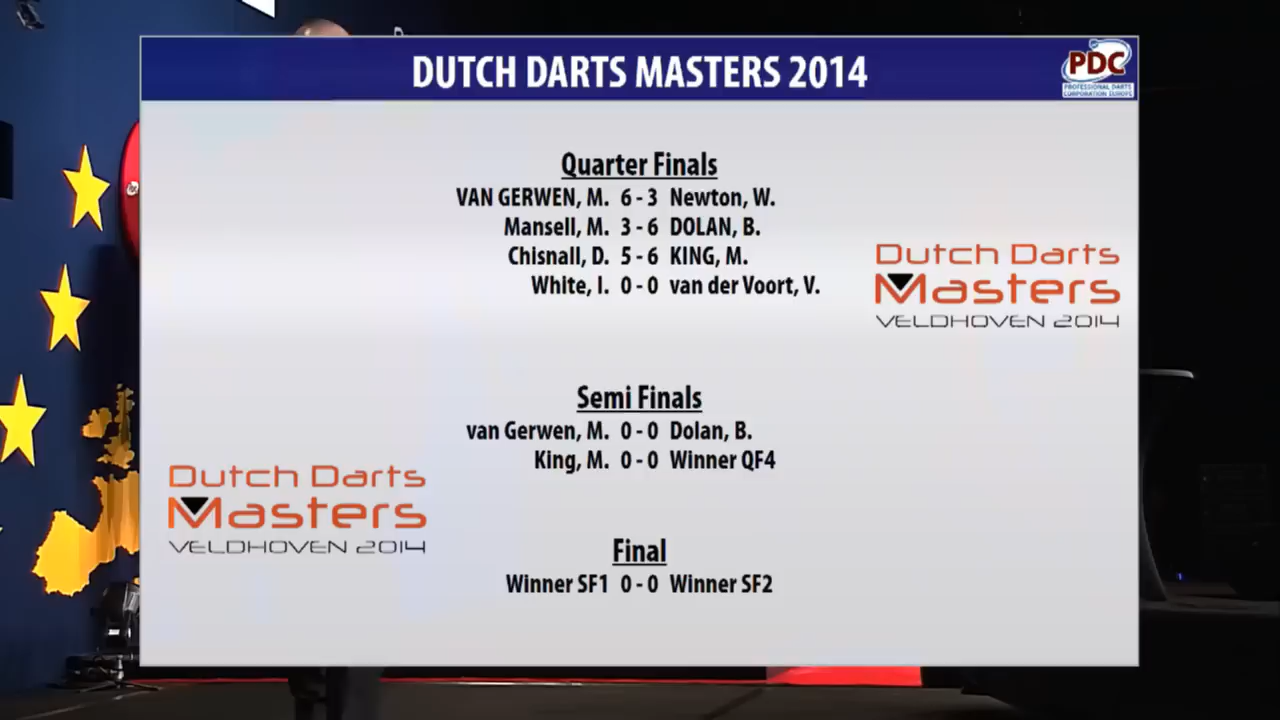 DUTCH DARTS MASTERS 2014
PDC
PROFESSIONAL DARTS
CORPORATION EUROPE
Quarter Finals
VAN GERWEN, M. 6 - 3 Newton, W.
Mansell, M. 3 - 6 DOLAN, B.
Chisnall, D. 5 - 6 KING, M.
White, I. 0 - 0 van der Voort, V.
Dutch Darts
Masters
VELDHOVEN 2014
Semi Finals
van Gerwen, M. 0 - 0 Dolan, B.
King, M. 0 - 0 Winner QF4
Dutch Darts
Masters
VELDHOVEN 2014
Final
Winner SF1 0 - 0 Winner SF2